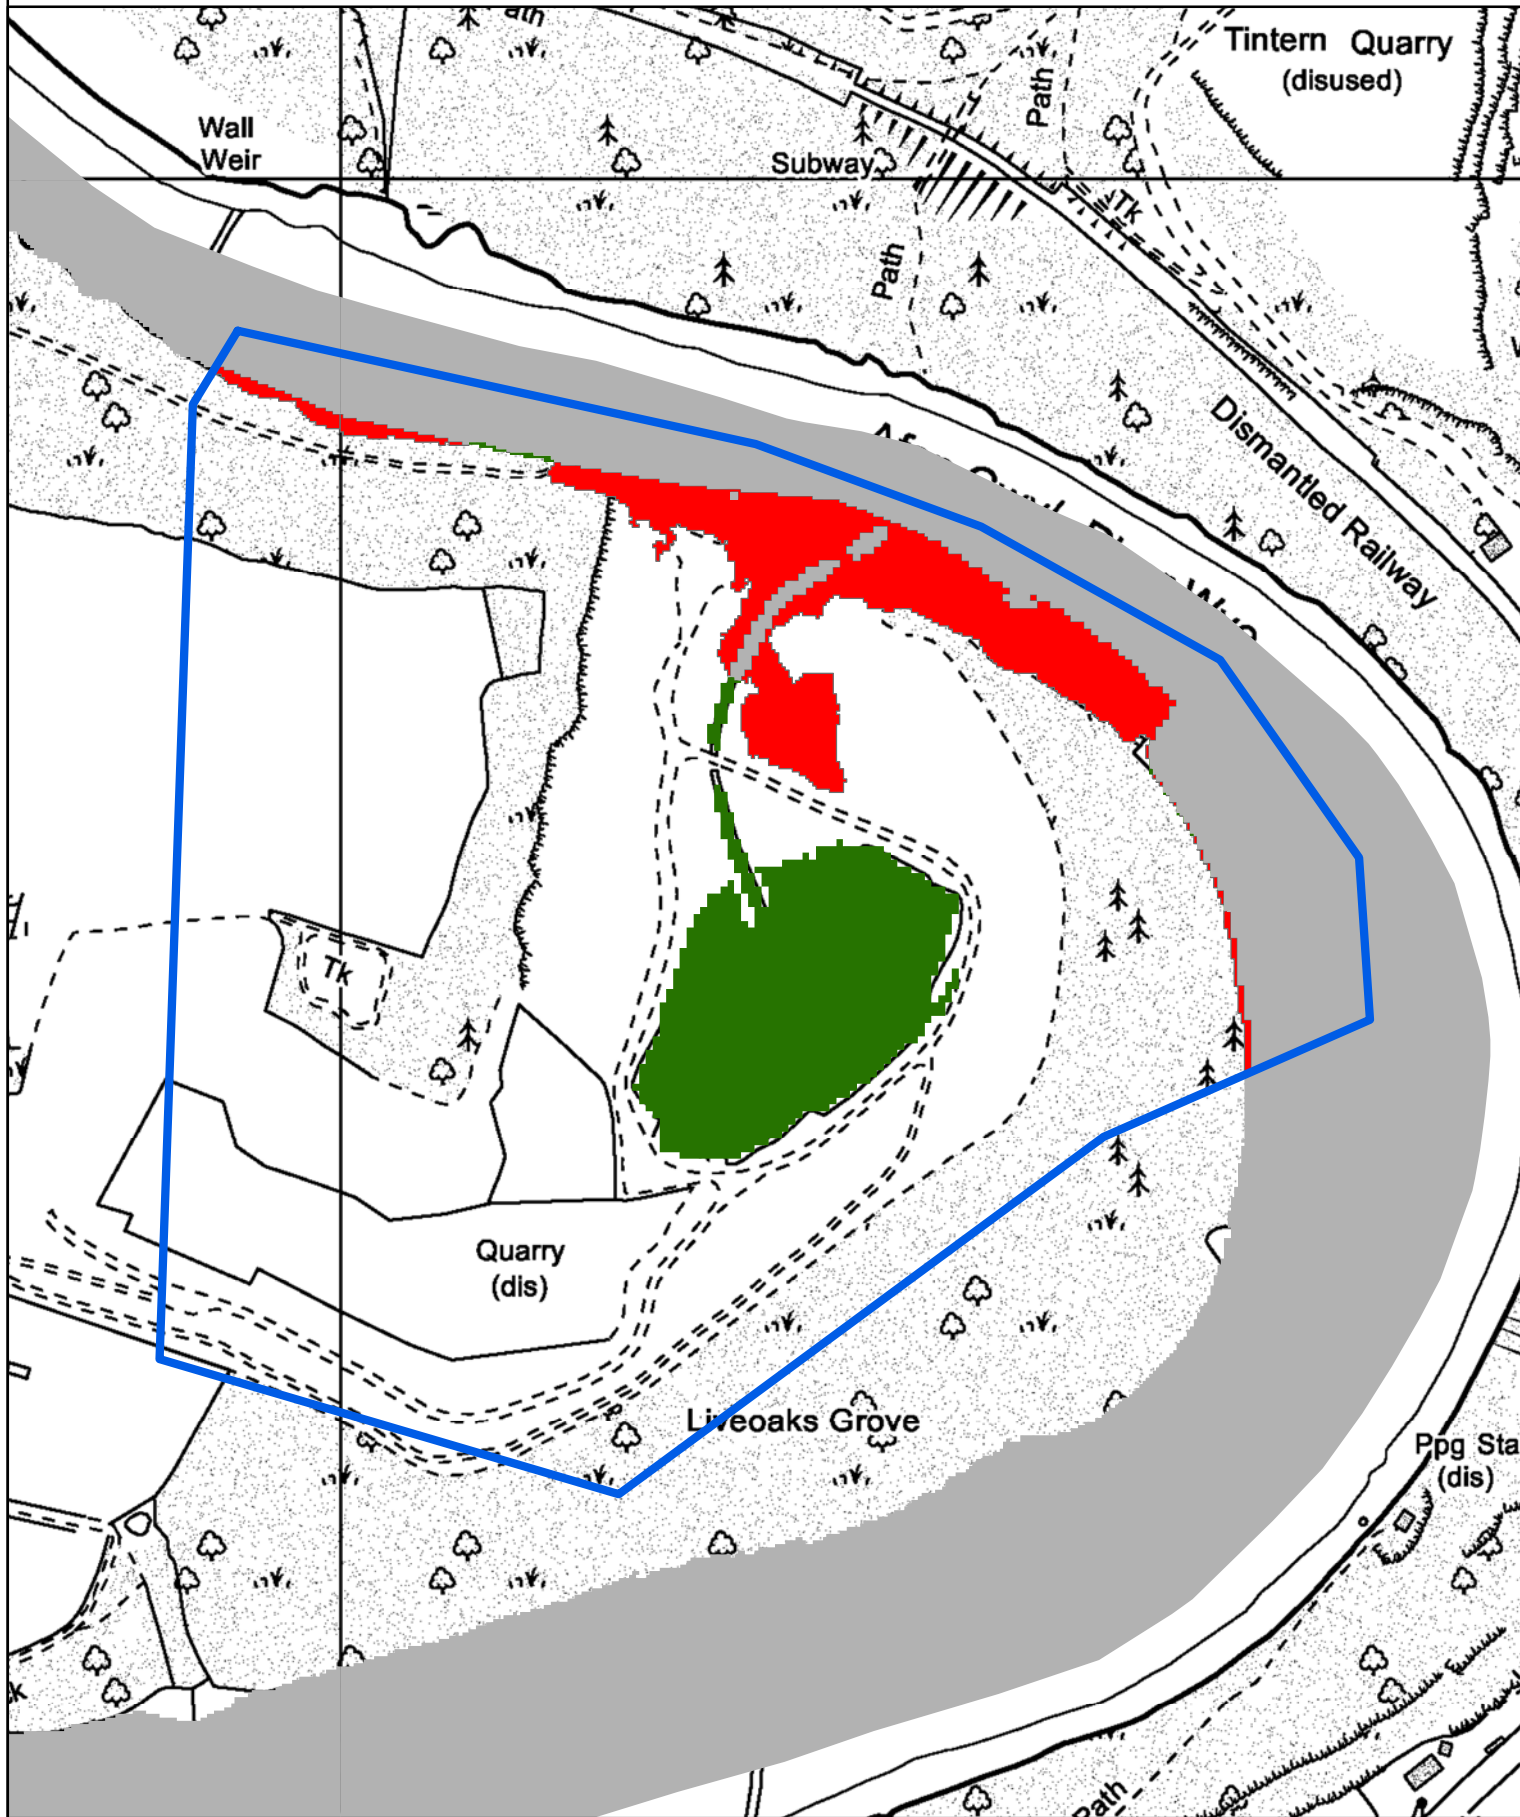 Path
Tintern Quarry
(disused)
Path
Wall
Weir
Subway
Tk
Path
Dismantled Railway
Tk
Quarry
(dis)
Liveoaks Grove
Ppg Sta
(dis)
Path